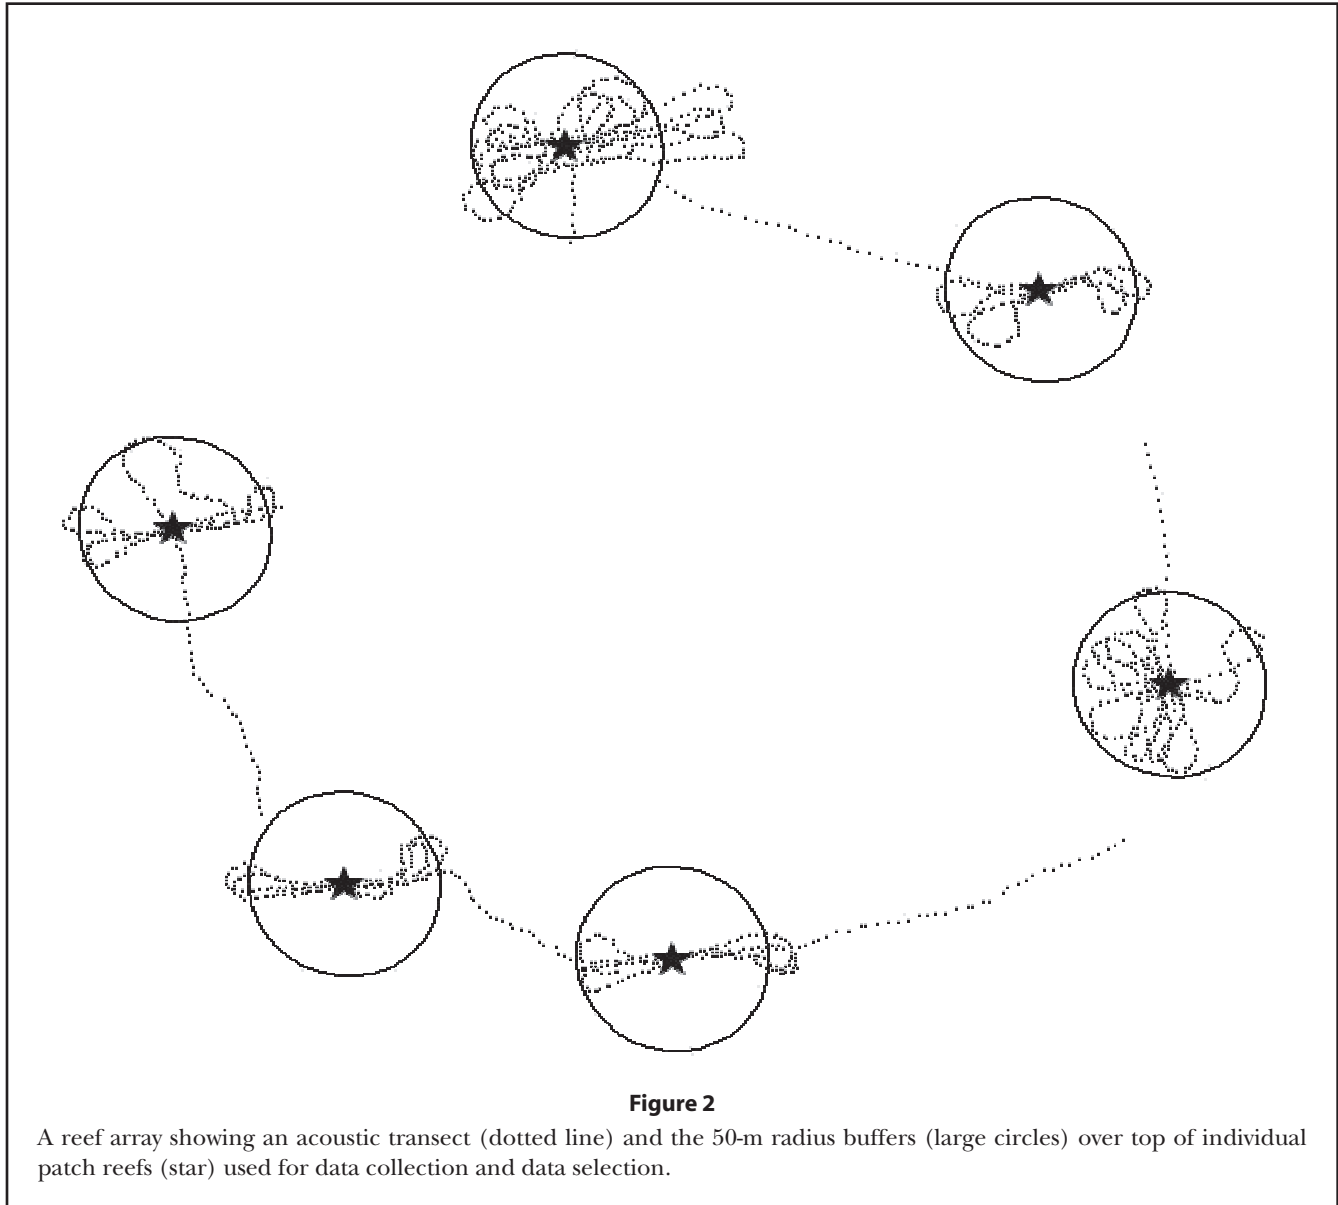 Figure 2
A reef array showing an acoustic transect (dotted line) and the 50-m radius buffers (large circles) over top of individual
patch reefs (star) used for data collection and data selection.